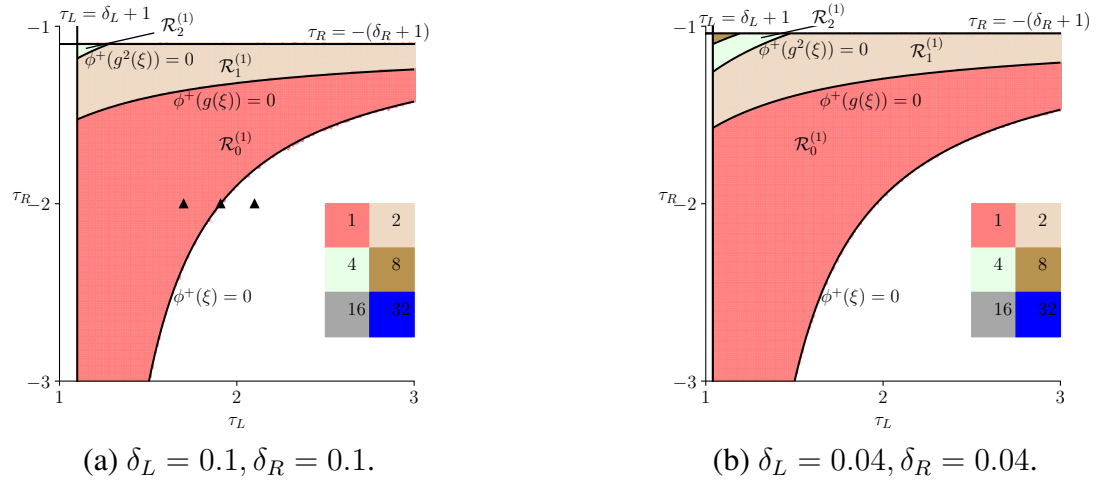 τ_L = δ_L + 1
R_2^{(1)}
−1
τ_R = −(δ_R + 1)
φ^+(g^2(ξ)) = 0
R_1^{(1)}
φ^+(g(ξ)) = 0
R_0^{(1)}
τ_R
−2
1 2
4 8
16 32
φ^+(ξ) = 0
−3
1 2 3
τ_L
(a) δ_L = 0.1, δ_R = 0.1.
τ_L = δ_L + 1
R_2^{(1)}
−1
τ_R = −(δ_R + 1)
φ^+(g^2(ξ)) = 0
R_1^{(1)}
φ^+(g(ξ)) = 0
R_0^{(1)}
τ_R
−2
1 2
4 8
16 32
φ^+(ξ) = 0
−3
1 2 3
τ_L
(b) δ_L = 0.04, δ_R = 0.04.